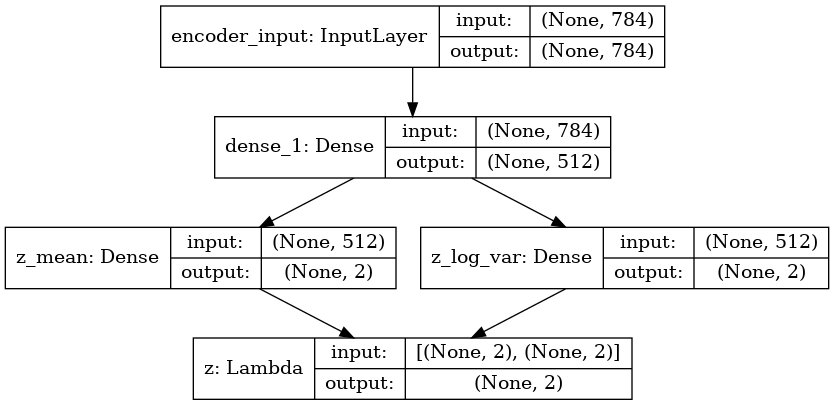 encoder_input: InputLayer
input: (None, 784)
output: (None, 784)
dense_1: Dense
input: (None, 784)
output: (None, 512)
z_mean: Dense
input: (None, 512)
output: (None, 2)
z_log_var: Dense
input: (None, 512)
output: (None, 2)
z: Lambda
input: [(None, 2), (None, 2)]
output: (None, 2)